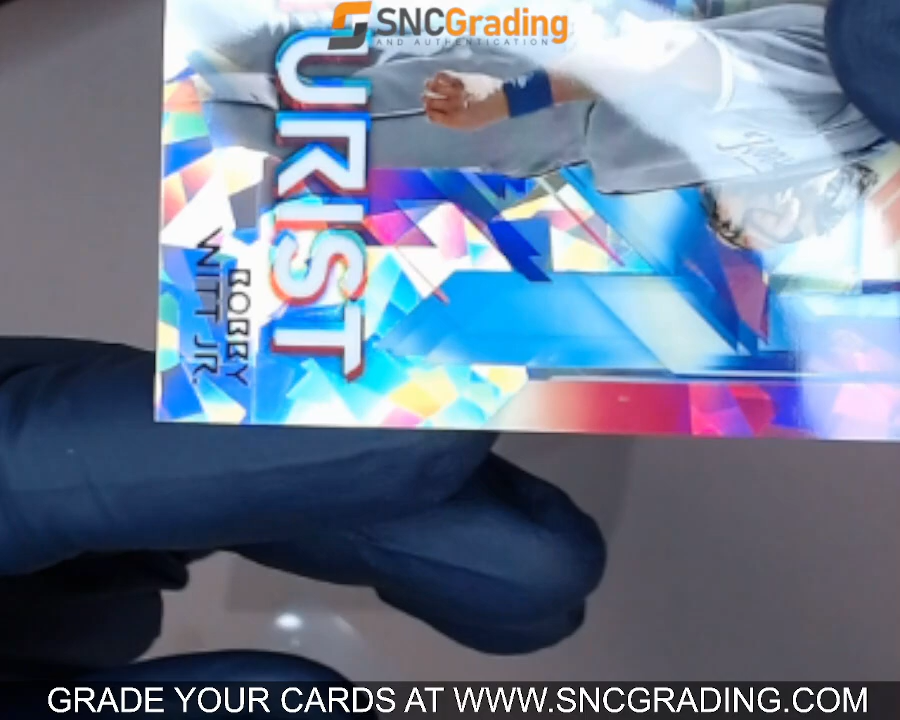 SNCGrading
AND AUTHENTICATION
URIST
BOBBY
WITT JR.
GRADE YOUR CARDS AT WWW.SNCGRADING.COM